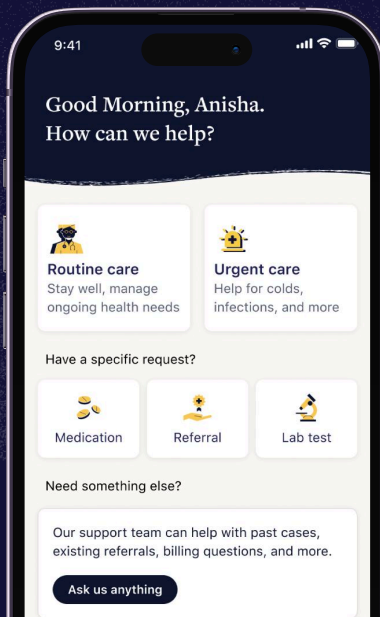 9:41
Good Morning, Anisha.
How can we help?
Routine care
Stay well, manage
ongoing health needs
Urgent care
Help for colds,
infections, and more
Have a specific request?
Medication
Referral
Lab test
Need something else?
Our support team can help with past cases,
existing referrals, billing questions, and more.
Ask us anything